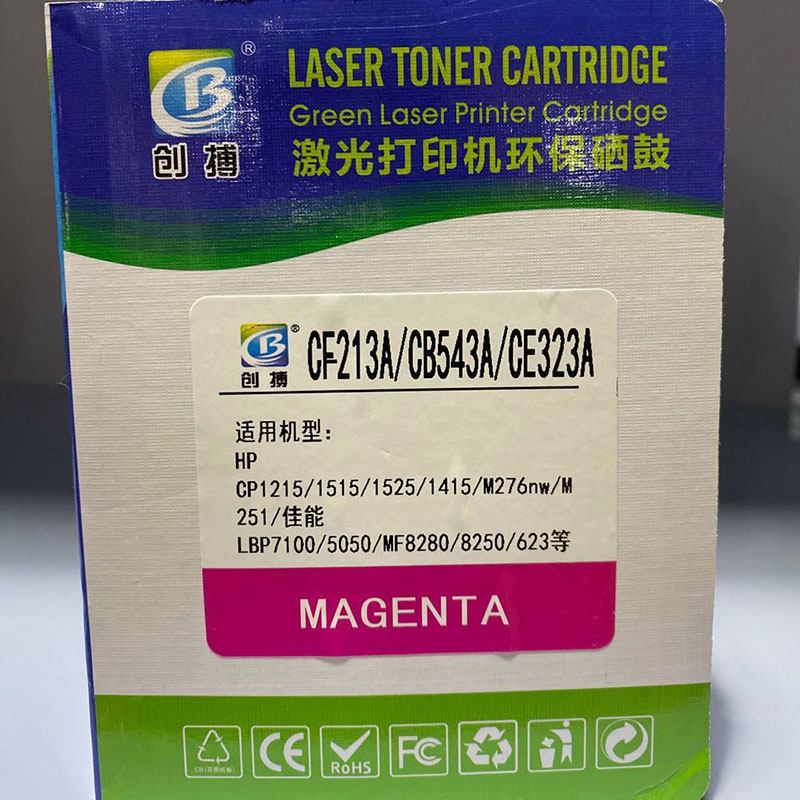 CB®
创搏
LASER TONER CARTRIDGE
Green Laser Printer Cartridge
激光打印机环保硒鼓
CB®
创搏
CF213A/CB543A/CE323A
适用机型：
HP
CP1215/1515/1525/1415/M276nw/M
251/佳能
LBP7100/5050/MF8280/8250/623等
MAGENTA
CE
RoHS
FC